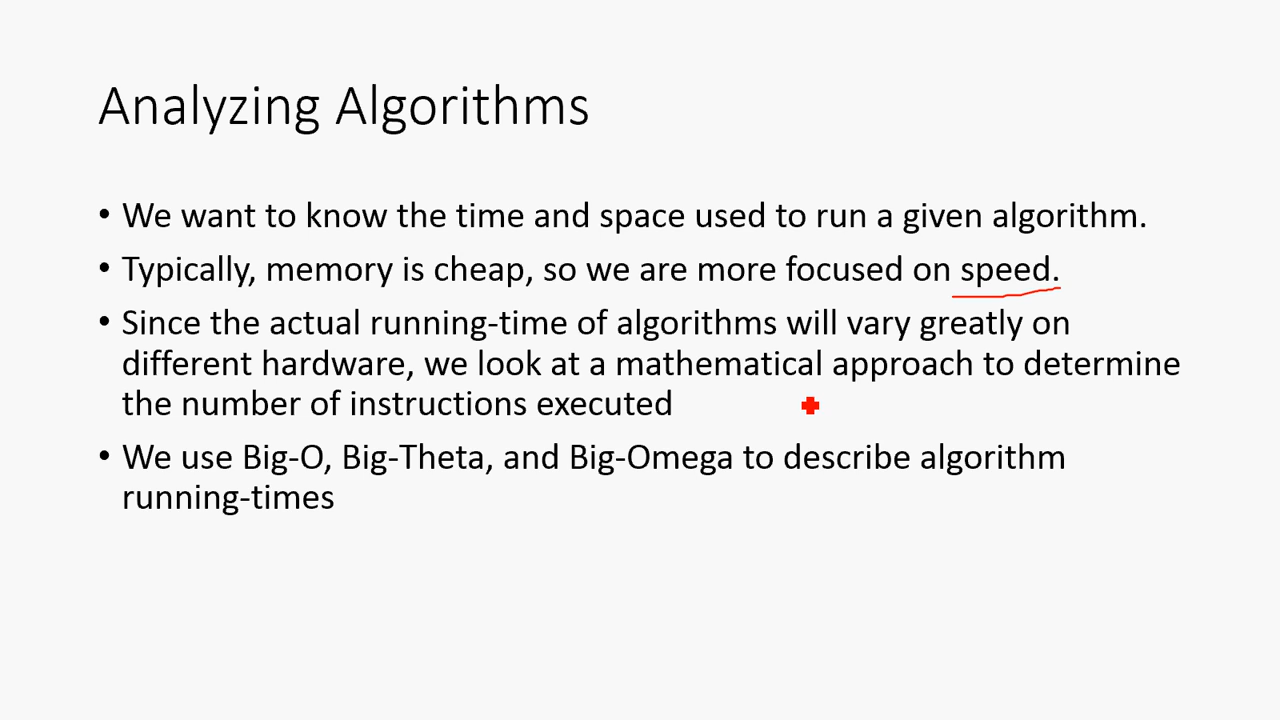 Analyzing Algorithms
• We want to know the time and space used to run a given algorithm.
• Typically, memory is cheap, so we are more focused on speed.
• Since the actual running-time of algorithms will vary greatly on
different hardware, we look at a mathematical approach to determine
the number of instructions executed
• We use Big-O, Big-Theta, and Big-Omega to describe algorithm
running-times